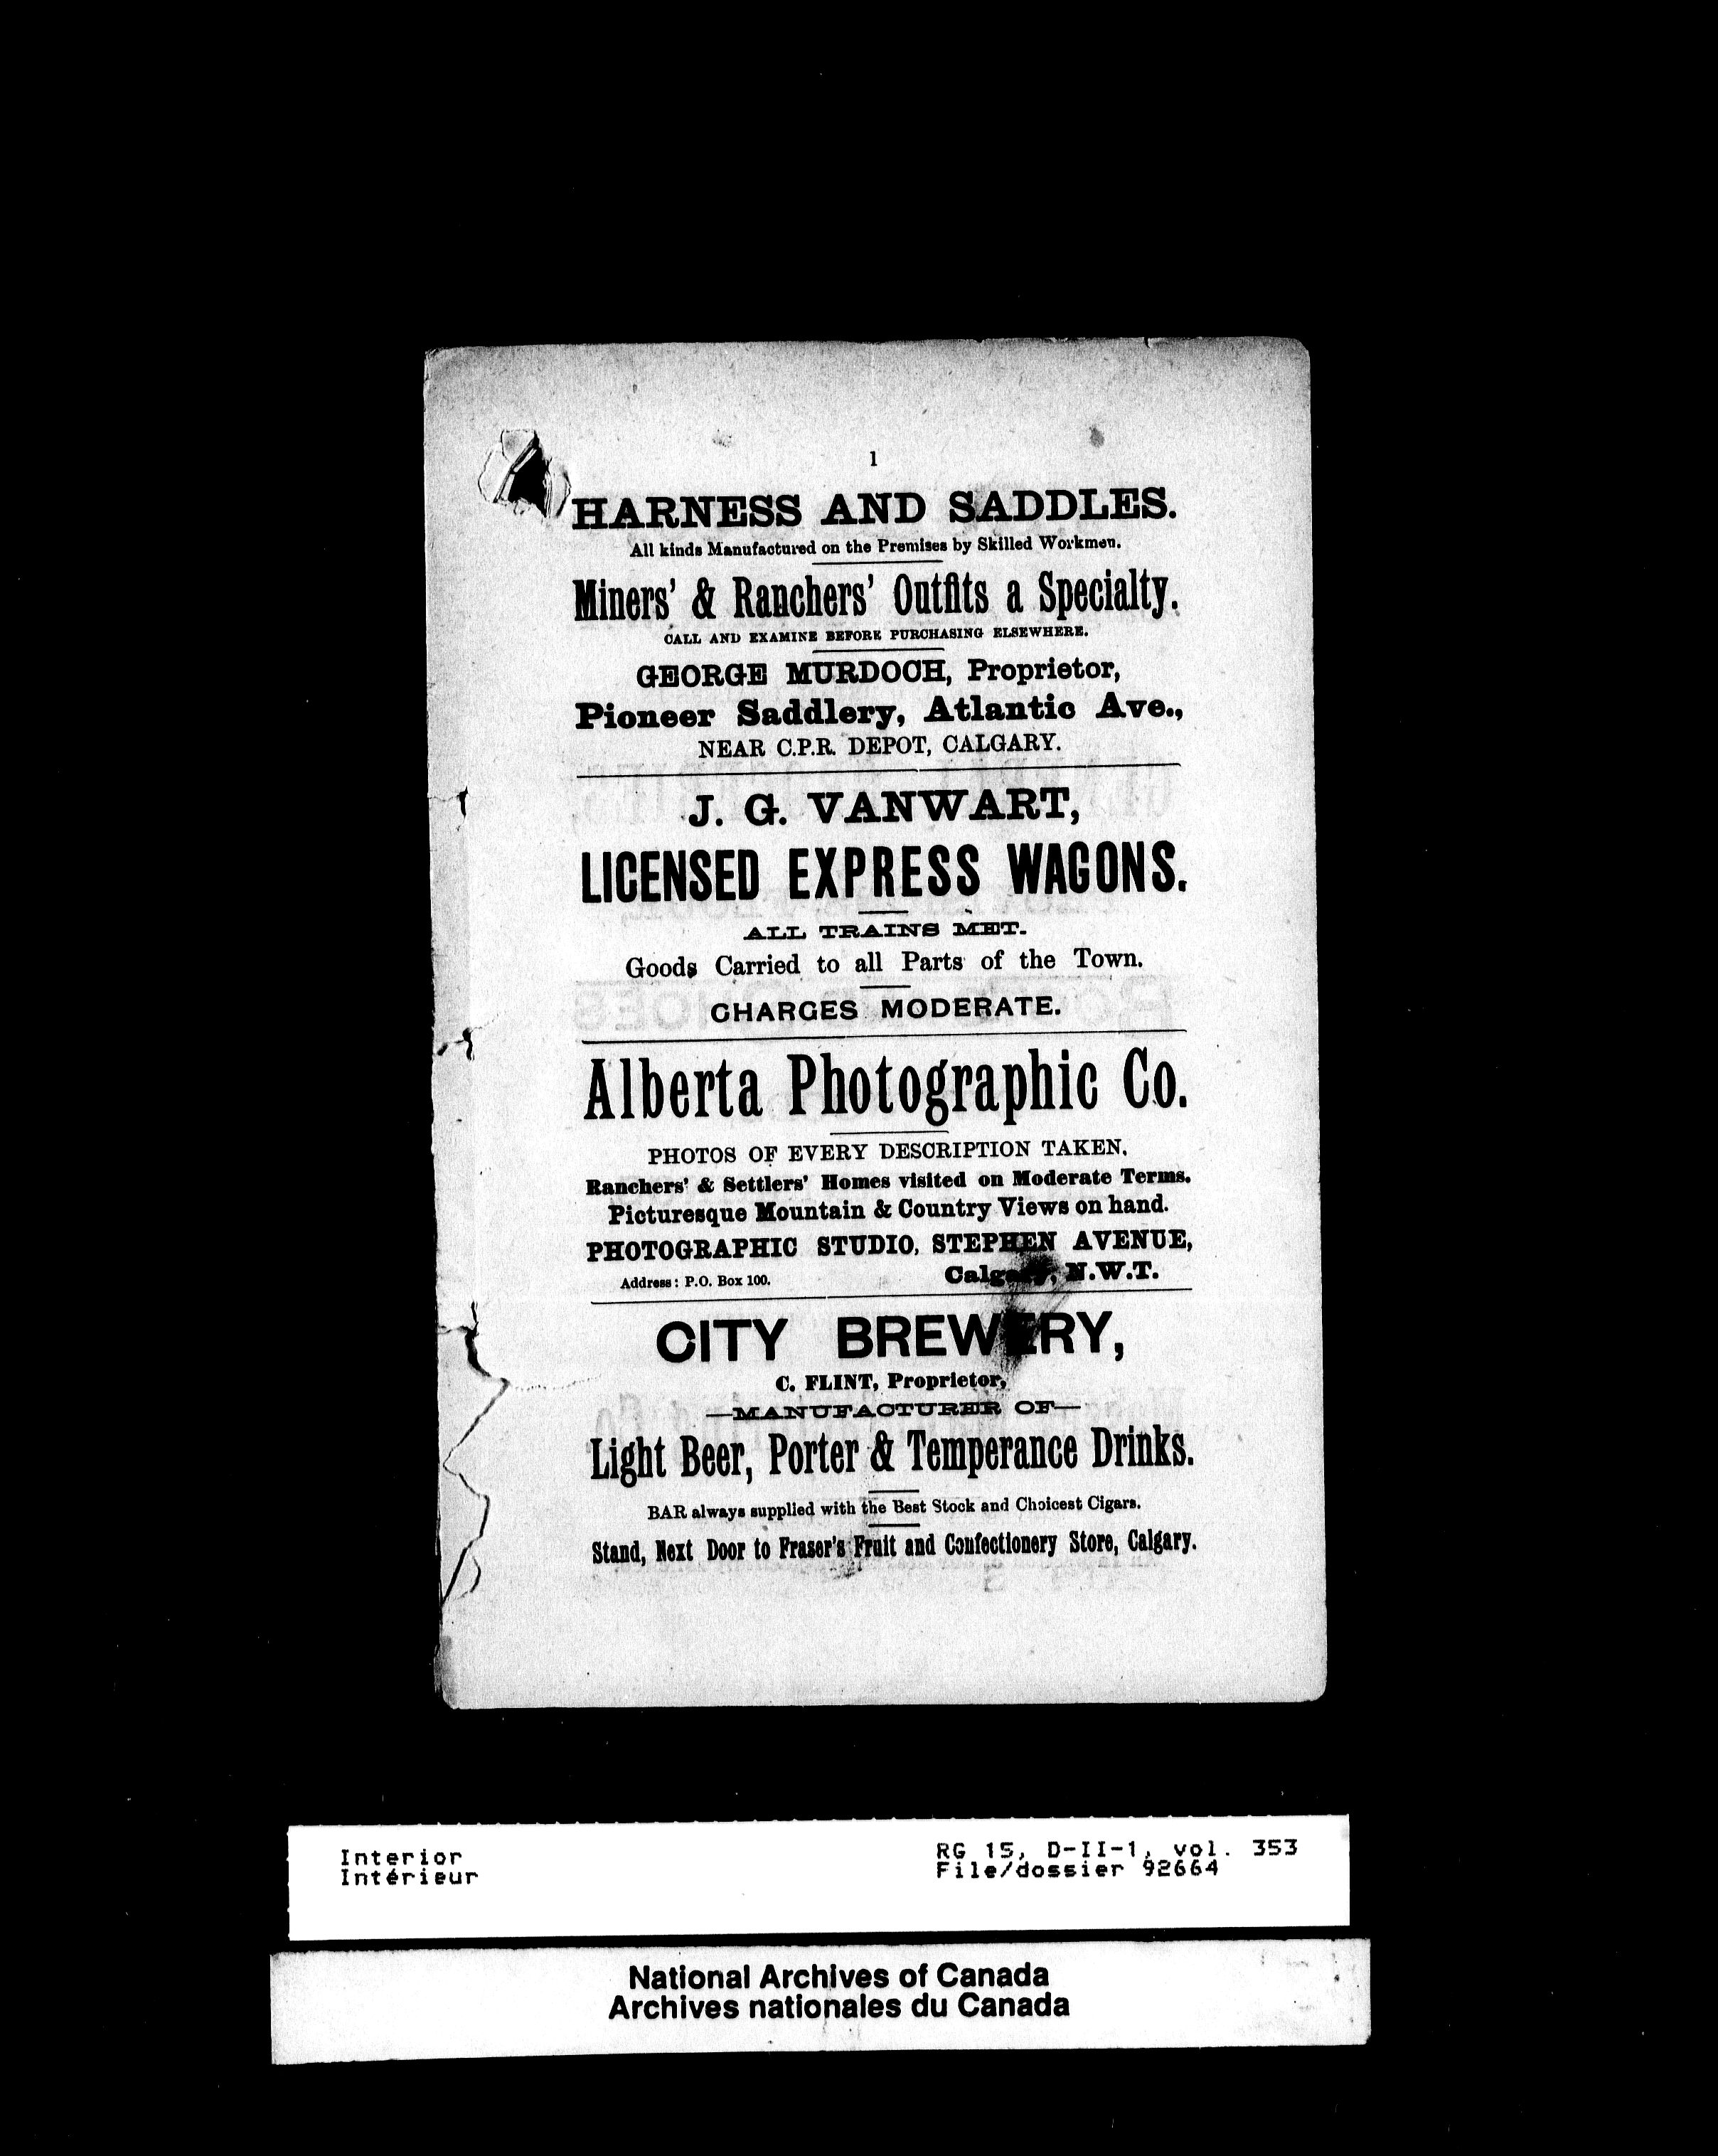 1
HARNESS AND SADDLES.
All kinds Manufactured on the Premises by Skilled Workmen.
Miners' & Ranchers' Outfits a Specialty.
CALL AND EXAMINE BEFORE PURCHASING ELSEWHERE.
GEORGE MURDOCH, Proprietor,
Pioneer Saddlery, Atlantic Ave.,
NEAR C.P.R. DEPOT, CALGARY.
J. G. VANWART,
LICENSED EXPRESS WAGONS.
ALL TRAINS MET.
Goods Carried to all Parts of the Town.
CHARGES MODERATE.
Alberta Photographic Co.
PHOTOS OF EVERY DESCRIPTION TAKEN.
Ranchers' & Settlers' Homes visited on Moderate Terms.
Picturesque Mountain & Country Views on hand.
PHOTOGRAPHIC STUDIO, STEPHEN AVENUE,
Address: P.O. Box 100. Calgary, N.W.T.
CITY BREWERY,
C. FLINT, Proprietor,
—MANUFACTURER OF—
Light Beer, Porter & Temperance Drinks.
BAR always supplied with the Best Stock and Choicest Cigars.
Stand, Next Door to Fraser's Fruit and Confectionery Store, Calgary.
Interior RG 15, D-II-1, vol. 353
Intérieur File/dossier 92664
National Archives of Canada
Archives nationales du Canada